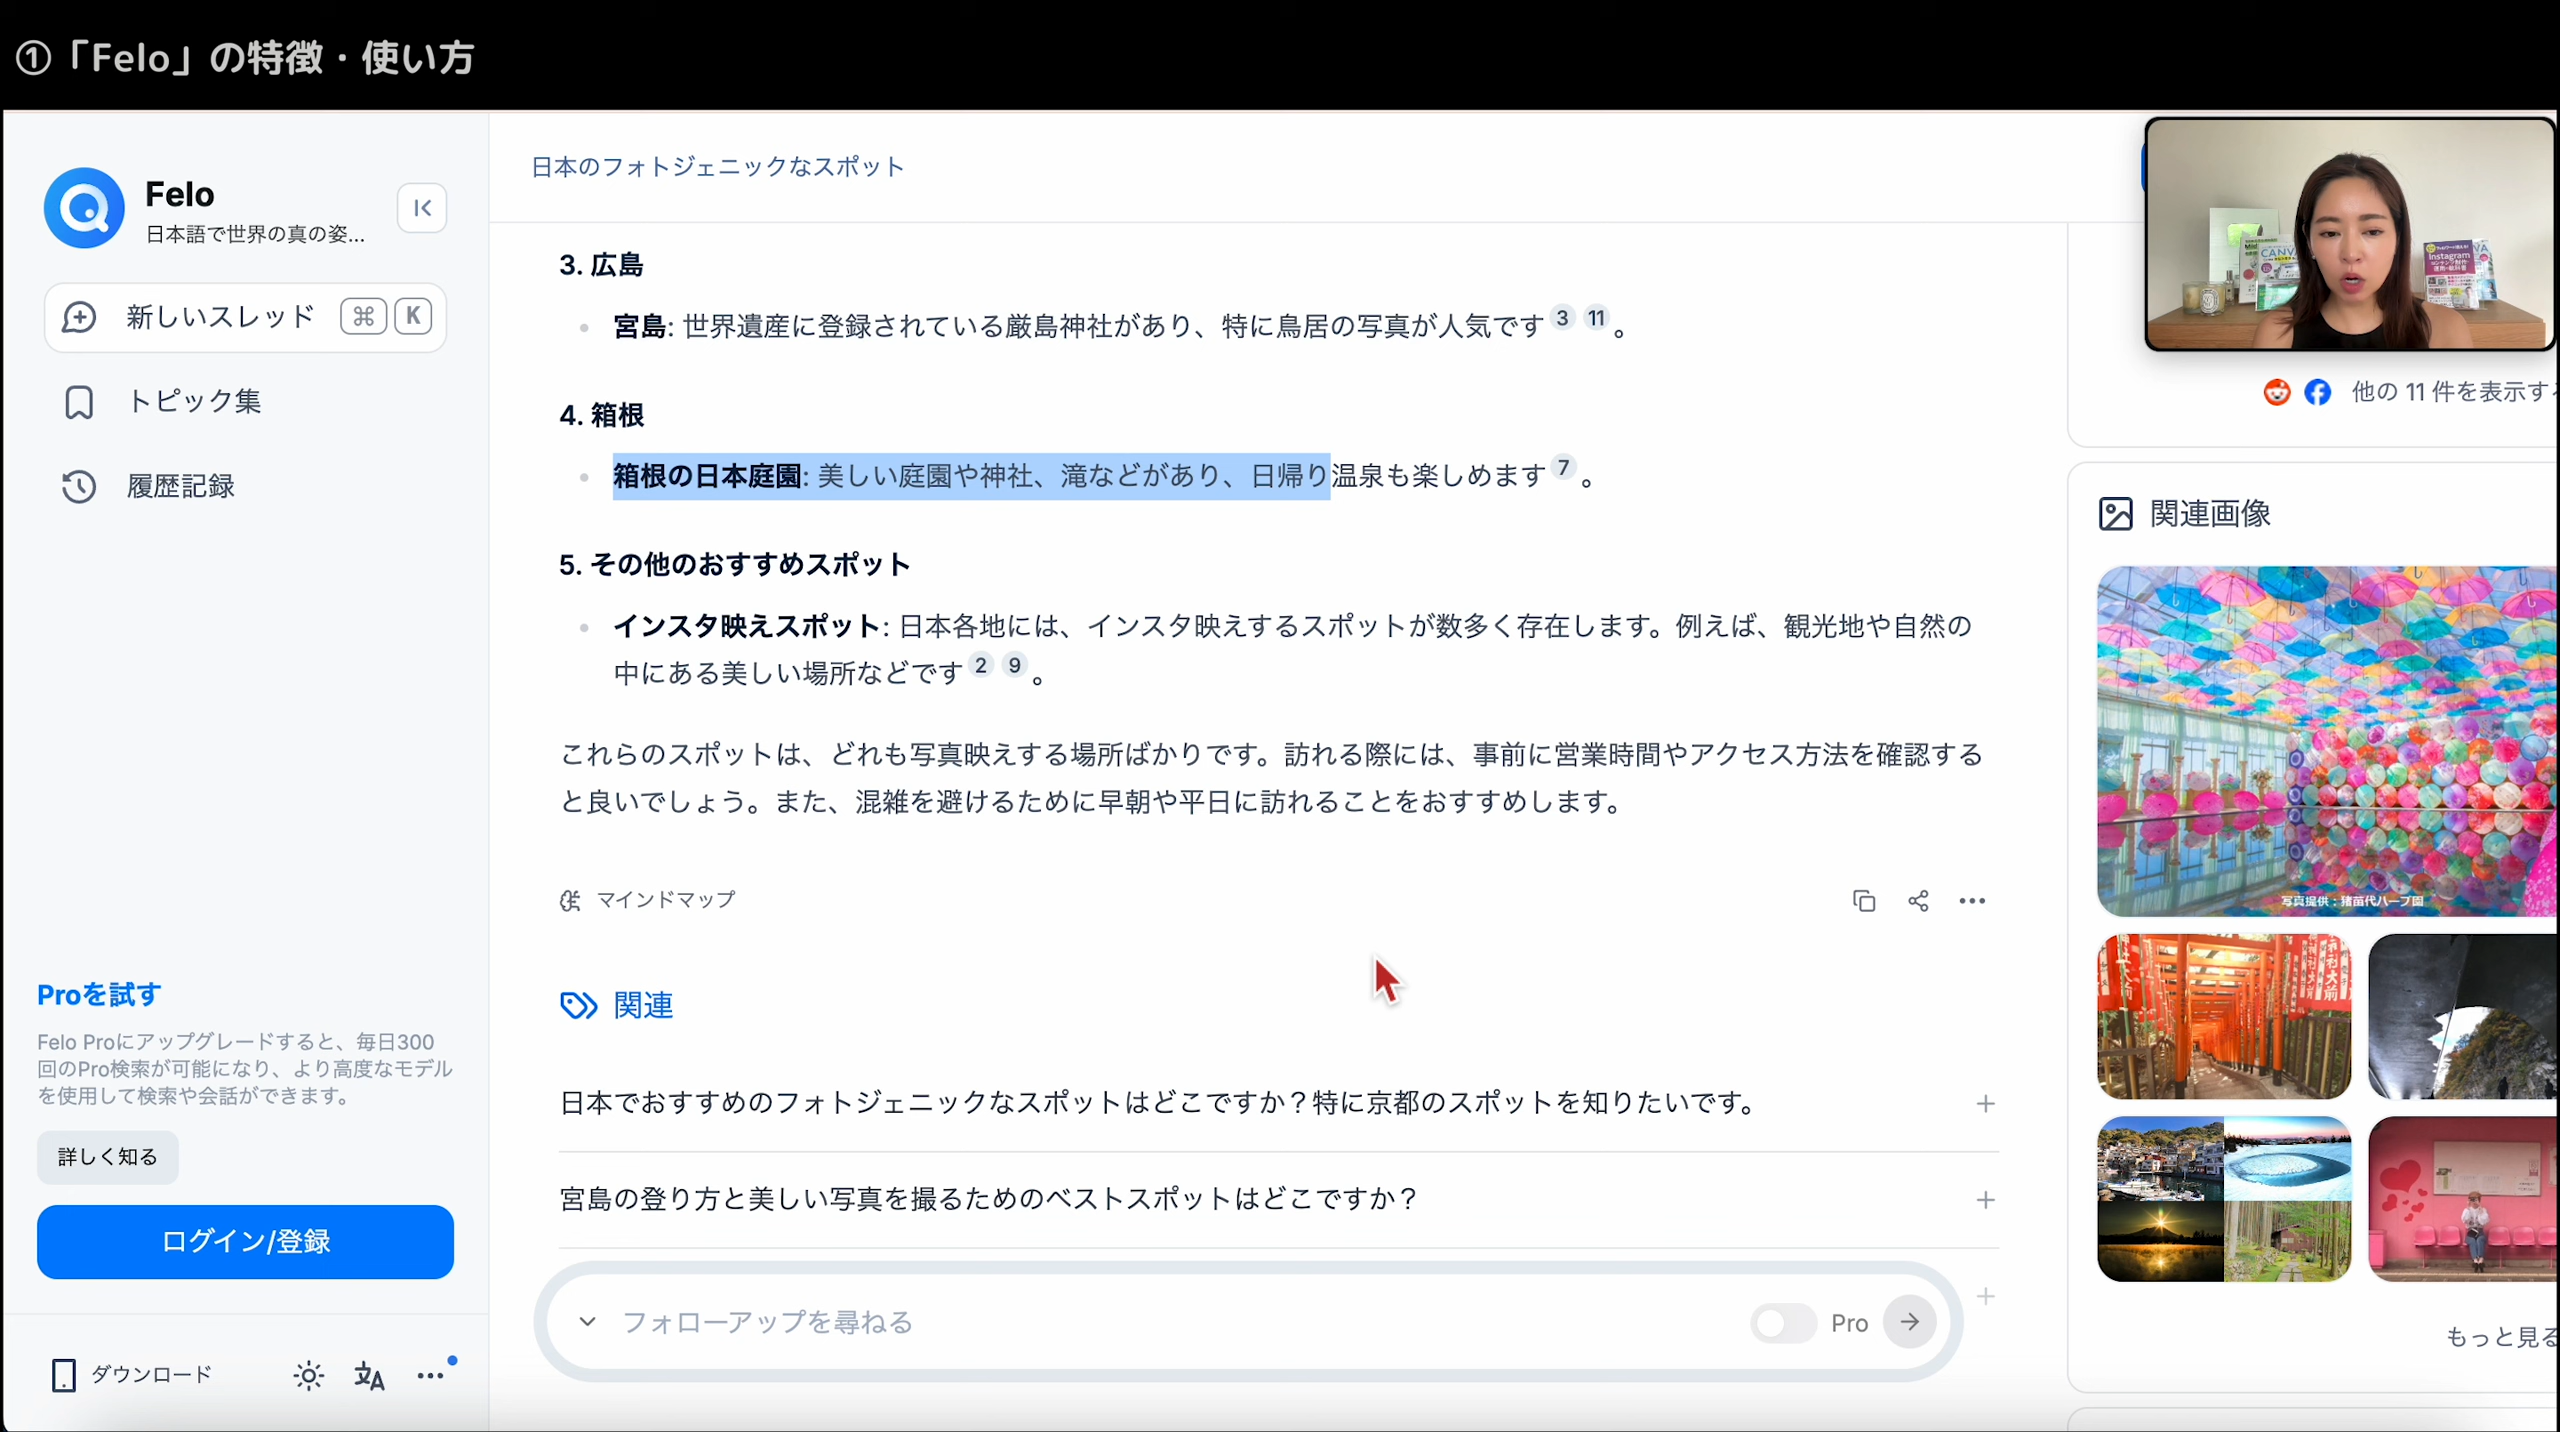 ①「Felo」の特徴・使い方
Felo
日本語で世界の真の姿...
新しいスレッド ⌘ K
トピック集
履歴記録
Proを試す
Felo Proにアップグレードすると、毎日300
回のPro検索が可能になり、より高度なモデル
を使用して検索や会話ができます。
詳しく知る
ログイン/登録
ダウンロード
日本のフォトジェニックなスポット
3. 広島
宮島: 世界遺産に登録されている厳島神社があり、特に鳥居の写真が人気です 3 11 。
4. 箱根
箱根の日本庭園: 美しい庭園や神社、滝などがあり、日帰り温泉も楽しめます 7 。
5. その他のおすすめスポット
インスタ映えスポット: 日本各地には、インスタ映えするスポットが数多く存在します。例えば、観光地や自然の
中にある美しい場所などです 2 9 。
これらのスポットは、どれも写真映えする場所ばかりです。訪れる際には、事前に営業時間やアクセス方法を確認する
と良いでしょう。また、混雑を避けるために早朝や平日に訪れることをおすすめします。
マインドマップ
関連
日本でおすすめのフォトジェニックなスポットはどこですか？特に京都のスポットを知りたいです。
宮島の登り方と美しい写真を撮るためのベストスポットはどこですか？
フォローアップを尋ねる
Pro
CANV
Instagram
他の 11 件を表示す
関連画像
写真提供：猪苗代ハーブ園
もっと見る